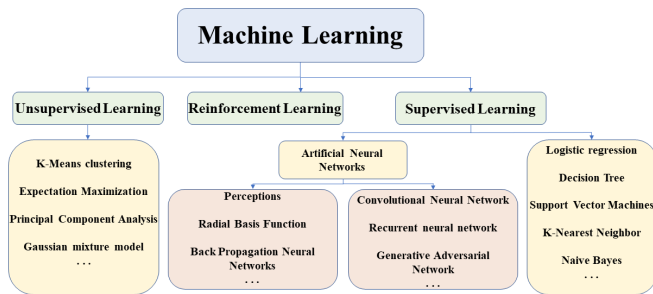 Machine Learning
Unsupervised Learning
Reinforcement Learning
Supervised Learning
K-Means clustering
Expectation Maximization
Principal Component Analysis
Gaussian mixture model
. . .
Artificial Neural
Networks
Perceptions
Radial Basis Function
Back Propagation Neural
Networks
. . .
Convolutional Neural Network
Recurrent neural network
Generative Adversarial
Network
. . .
Logistic regression
Decision Tree
Support Vector Machines
K-Nearest Neighbor
Naive Bayes
. . .